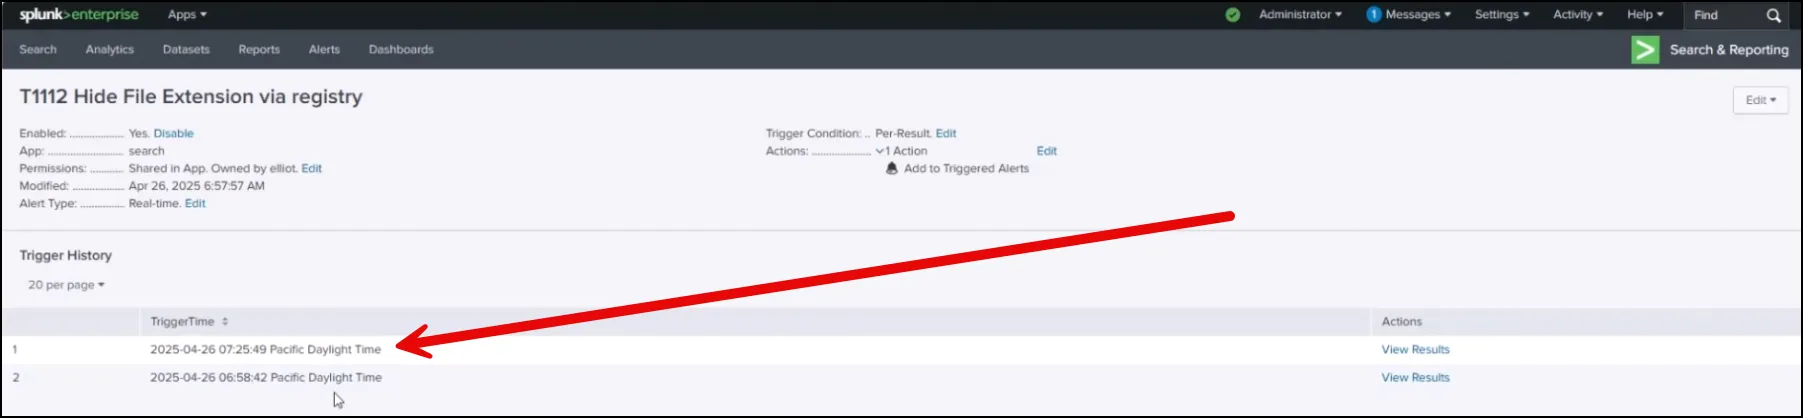 splunk>enterprise Apps ▾ Administrator ▾ 1 Messages ▾ Settings ▾ Activity ▾ Help ▾ Find
Search Analytics Datasets Reports Alerts Dashboards > Search & Reporting
T1112 Hide File Extension via registry
Edit ▾
Enabled: .................. Yes. Disable
App: ......................... search
Permissions: ........... Shared in App. Owned by elliot. Edit
Modified: ................. Apr 26, 2025 6:57:57 AM
Alert Type: ............... Real-time. Edit
Trigger Condition: .. Per-Result. Edit
Actions: .................... 1 Action Edit
Add to Triggered Alerts
Trigger History
20 per page ▾
TriggerTime Actions
1 2025-04-26 07:25:49 Pacific Daylight Time View Results
2 2025-04-26 06:58:42 Pacific Daylight Time View Results